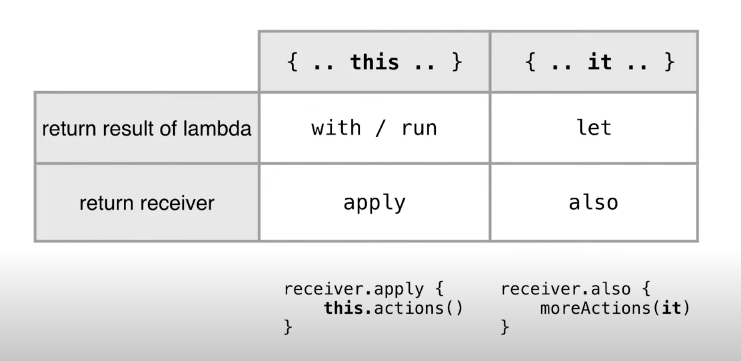 { .. this .. } { .. it .. }
return result of lambda with / run let
return receiver apply also
receiver.apply {
    this.actions()
}
receiver.also {
    moreActions(it)
}